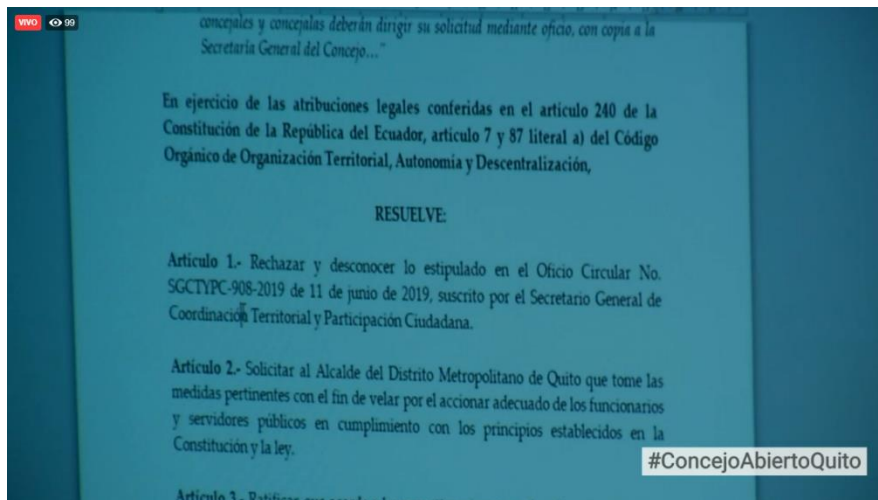 VIVO 99
concejales y concejalas deberán dirigir su solicitud mediante oficio, con copia a la
Secretaría General del Concejo..."
En ejercicio de las atribuciones legales conferidas en el artículo 240 de la
Constitución de la República del Ecuador, artículo 7 y 87 literal a) del Código
Orgánico de Organización Territorial, Autonomía y Descentralización,
RESUELVE:
Artículo 1.- Rechazar y desconocer lo estipulado en el Oficio Circular No.
SGCTYPC-908-2019 de 11 de junio de 2019, suscrito por el Secretario General de
Coordinación Territorial y Participación Ciudadana.
Artículo 2.- Solicitar al Alcalde del Distrito Metropolitano de Quito que tome las
medidas pertinentes con el fin de velar por el accionar adecuado de los funcionarios
y servidores públicos en cumplimiento con los principios establecidos en la
Constitución y la ley.
#ConcejoAbiertoQuito
Artículo 3.- Ratificar que